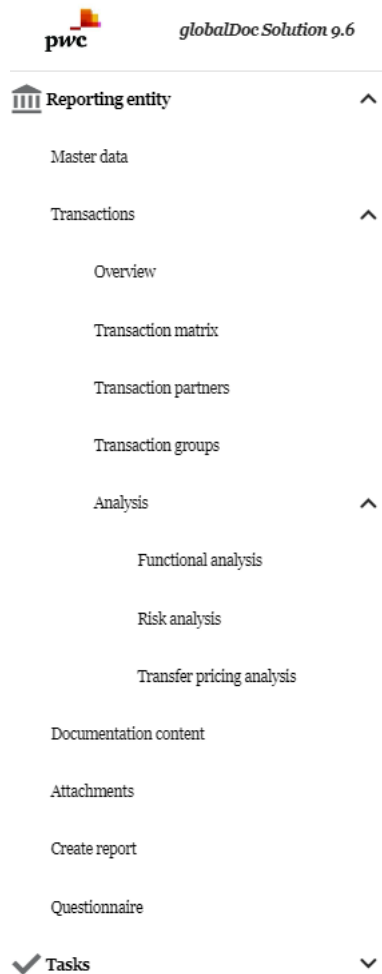 pwc
globalDoc Solution 9.6
Reporting entity
Master data
Transactions
Overview
Transaction matrix
Transaction partners
Transaction groups
Analysis
Functional analysis
Risk analysis
Transfer pricing analysis
Documentation content
Attachments
Create report
Questionnaire
Tasks